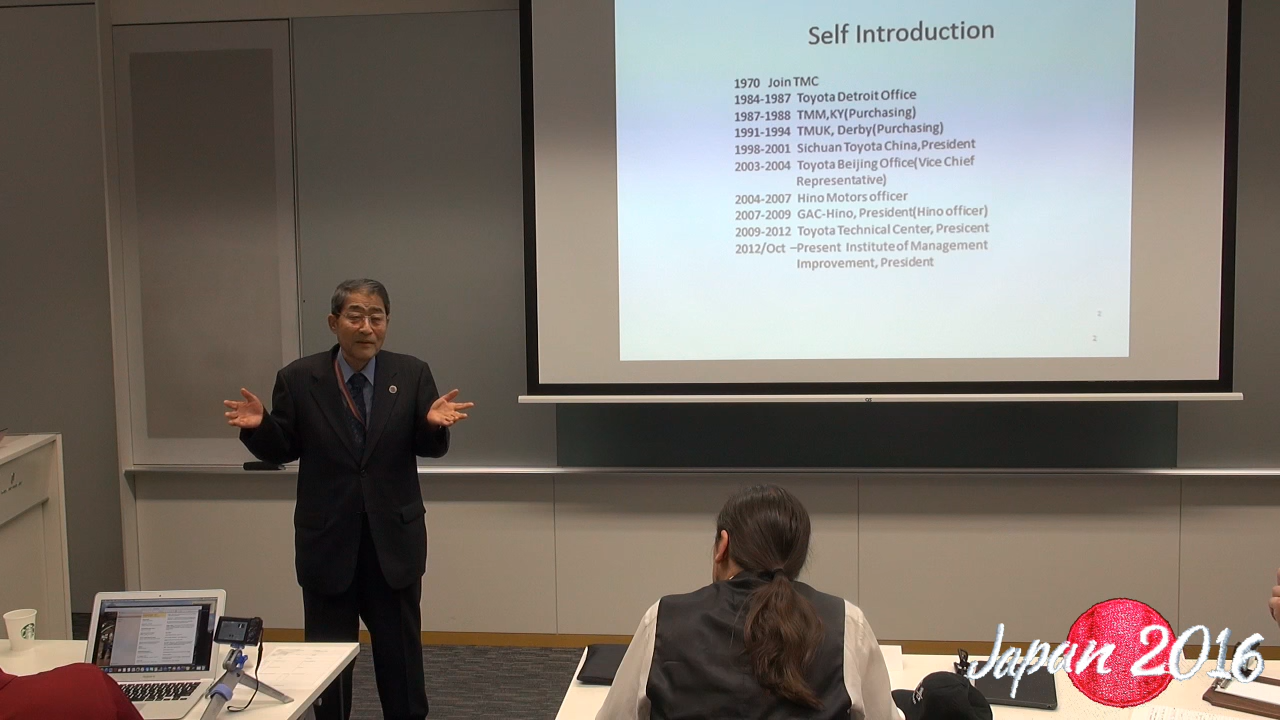 Self Introduction
1970 Join TMC
1984-1987 Toyota Detroit Office
1987-1988 TMM,KY(Purchasing)
1991-1994 TMUK, Derby(Purchasing)
1998-2001 Sichuan Toyota China,President
2003-2004 Toyota Beijing Office(Vice Chief
Representative)
2004-2007 Hino Motors officer
2007-2009 GAC-Hino, President(Hino officer)
2009-2012 Toyota Technical Center, Presicent
2012/Oct –Present Institute of Management
Improvement, President
2
2
Japan 2016